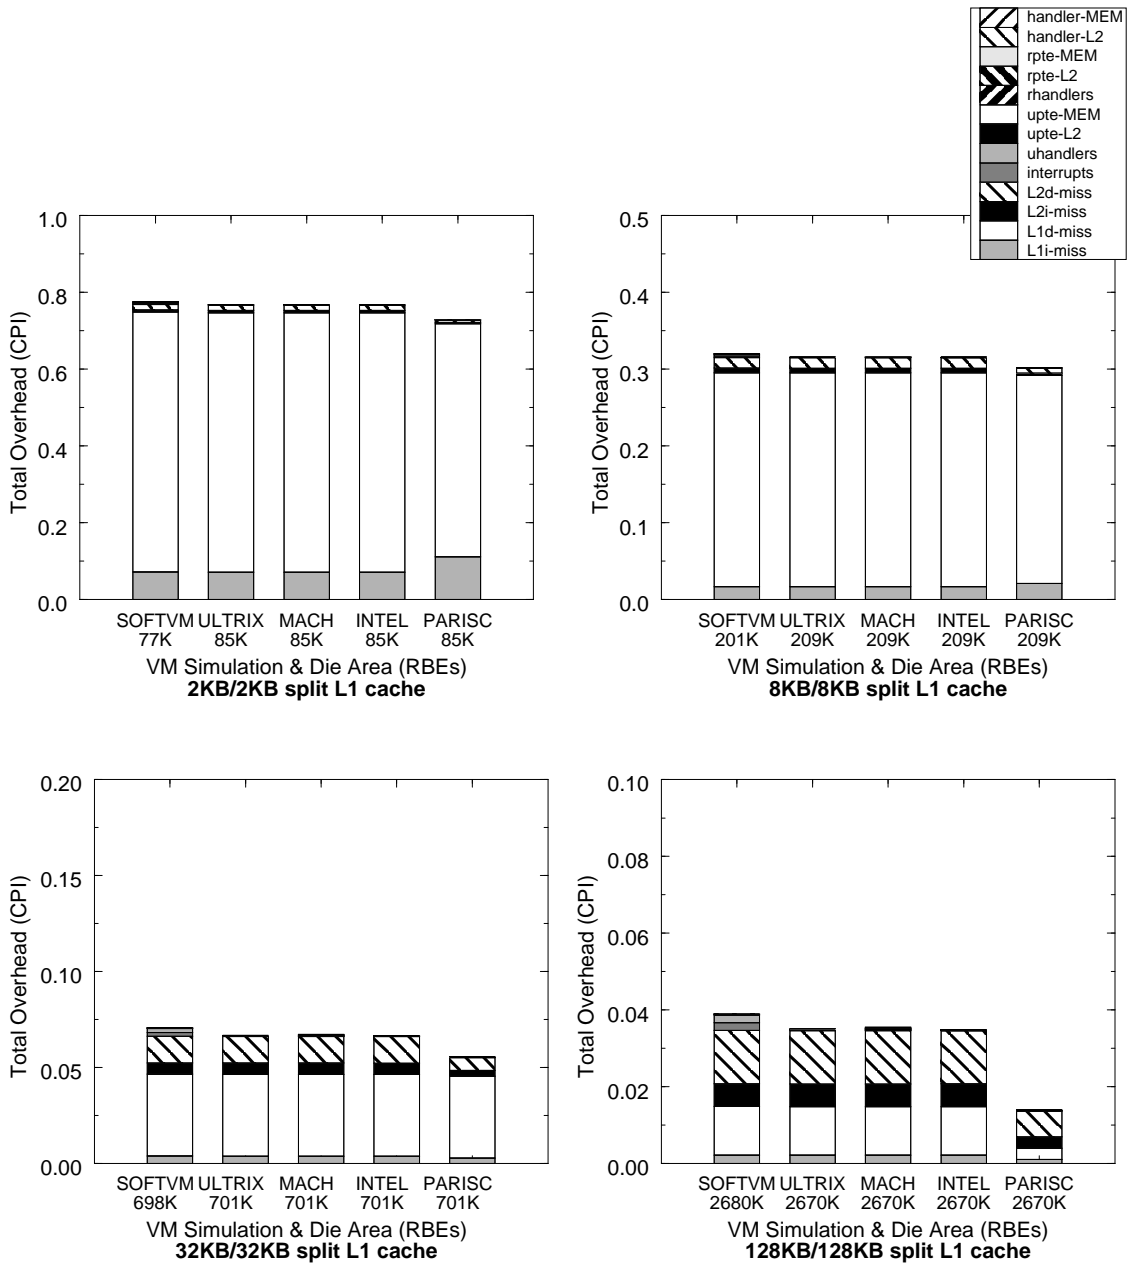 handler-MEM
handler-L2
rpte-MEM
rpte-L2
rhandlers
upte-MEM
upte-L2
uhandlers
interrupts
L2d-miss
L2i-miss
L1d-miss
L1i-miss
Total Overhead (CPI)
1.0
0.8
0.6
0.4
0.2
0.0
SOFTVM ULTRIX MACH INTEL PARISC
77K 85K 85K 85K 85K
VM Simulation & Die Area (RBEs)
2KB/2KB split L1 cache
Total Overhead (CPI)
0.5
0.4
0.3
0.2
0.1
0.0
SOFTVM ULTRIX MACH INTEL PARISC
201K 209K 209K 209K 209K
VM Simulation & Die Area (RBEs)
8KB/8KB split L1 cache
Total Overhead (CPI)
0.20
0.15
0.10
0.05
0.00
SOFTVM ULTRIX MACH INTEL PARISC
698K 701K 701K 701K 701K
VM Simulation & Die Area (RBEs)
32KB/32KB split L1 cache
Total Overhead (CPI)
0.10
0.08
0.06
0.04
0.02
0.00
SOFTVM ULTRIX MACH INTEL PARISC
2680K 2670K 2670K 2670K 2670K
VM Simulation & Die Area (RBEs)
128KB/128KB split L1 cache